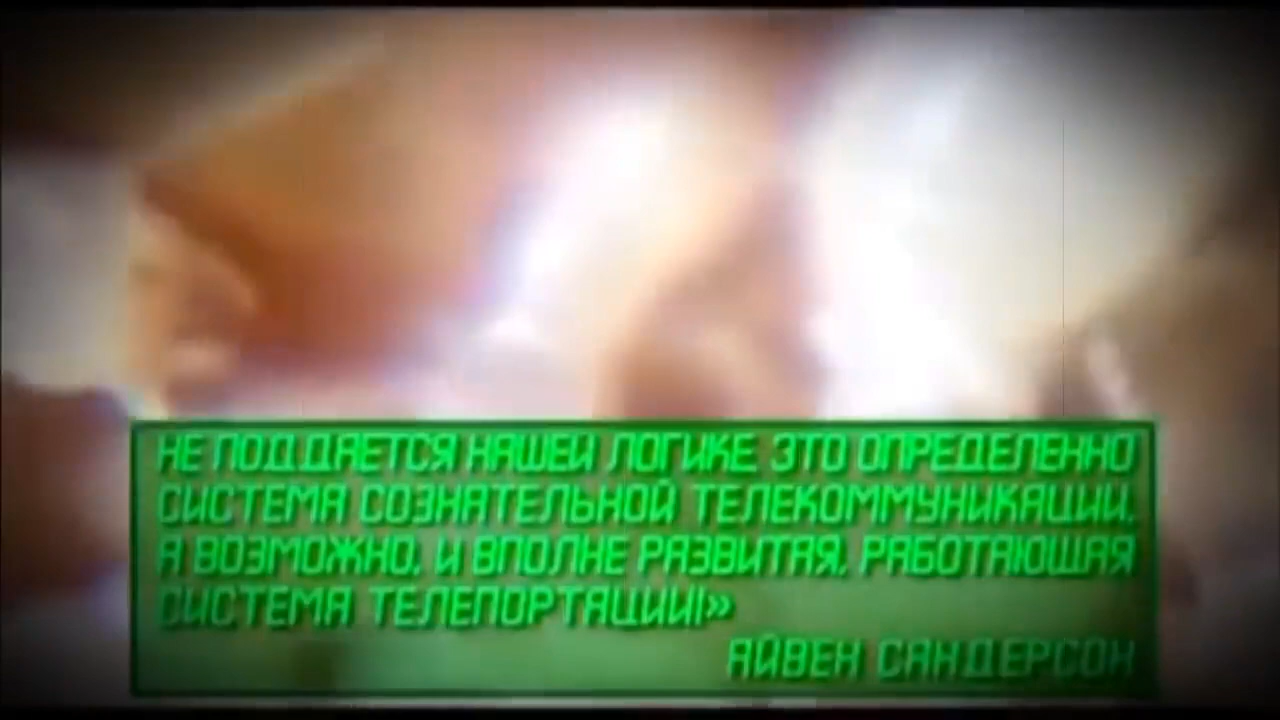 НЕ ПОДДАЕТСЯ НАШЕЙ ЛОГИКЕ ЭТО ОПРЕДЕЛЕННО
СИСТЕМА СОЗНАТЕЛЬНОЙ ТЕЛЕКОММУНИКАЦИИ,
А ВОЗМОЖНО, И ВПОЛНЕ РАЗВИТАЯ, РАБОТАЮЩАЯ
СИСТЕМА ТЕЛЕПОРТАЦИИ!»
АЙВЕН САНДЕРСОН